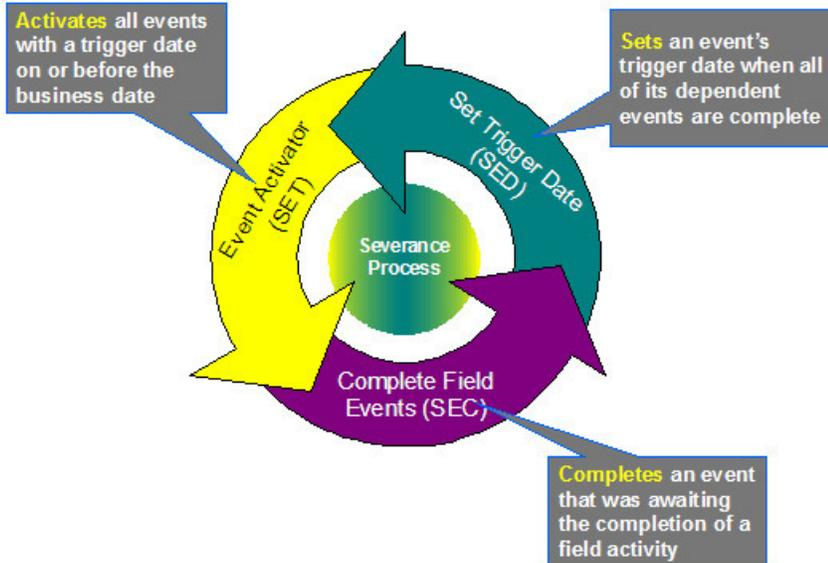 Activates all events
with a trigger date
on or before the
business date
Sets an event's
trigger date when all
of its dependent
events are complete
Set Trigger Date
(SED)
Event Activator
(SET)
Severance
Process
Complete Field
Events (SEC)
Completes an event
that was awaiting
the completion of a
field activity